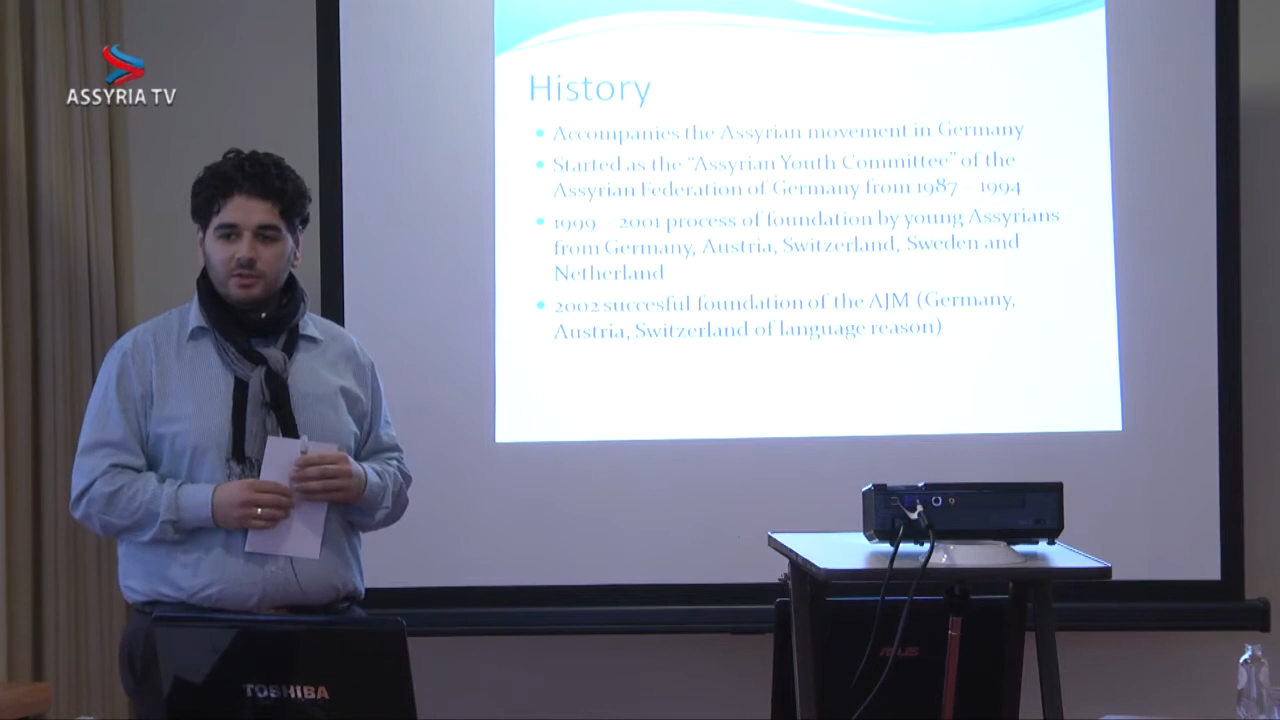 ASSYRIA TV
History
Accompanies the Assyrian movement in Germany
Started as the "Assyrian Youth Committee" of the
Assyrian Federation of Germany from 1987 – 1994
1999 – 2001 process of foundation by young Assyrians
from Germany, Austria, Switzerland, Sweden and
Netherland
2002 succesful foundation of the AJM (Germany,
Austria, Switzerland of language reason)
TOSHIBA
ASUS